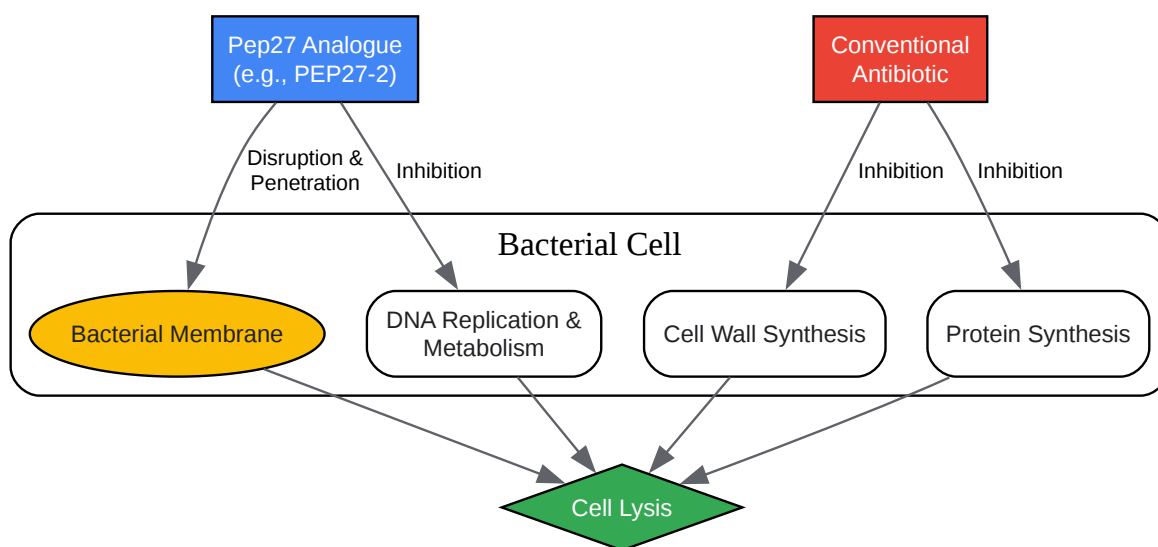 Pep27 Analogue
(e.g., PEP27-2)
Conventional
Antibiotic
Disruption &
Penetration
Inhibition
Inhibition
Inhibition
Bacterial Cell
Bacterial Membrane
DNA Replication &
Metabolism
Cell Wall Synthesis
Protein Synthesis
Cell Lysis